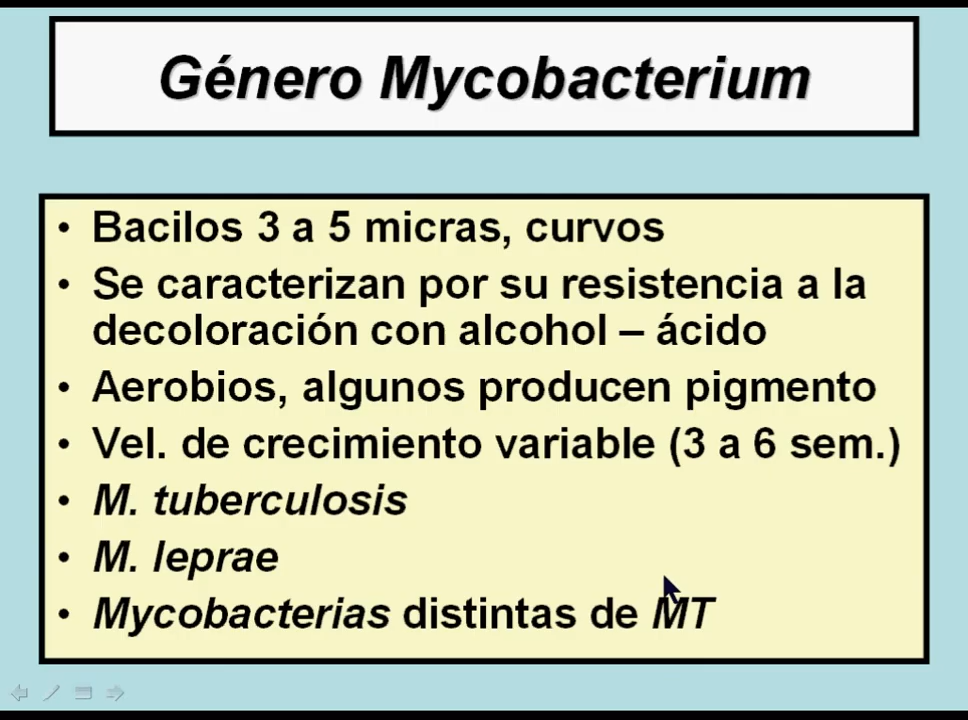 Género Mycobacterium
• Bacilos 3 a 5 micras, curvos
• Se caracterizan por su resistencia a la
decoloración con alcohol – ácido
• Aerobios, algunos producen pigmento
• Vel. de crecimiento variable (3 a 6 sem.)
• M. tuberculosis
• M. leprae
• Mycobacterias distintas de MT